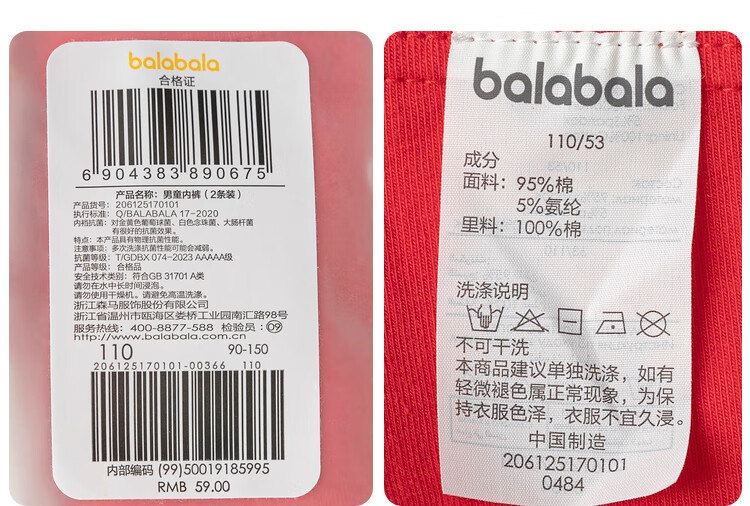 balabala
合格证
6 904383 890675
产品名称：男童内裤（2条装）
产品货号：206125170101
执行标准：Q/BALABALA 17-2020
内裆抗菌：对金黄色葡萄球菌、白色念珠菌、大肠杆菌
有很好的抗菌效果。
特点：本产品具有物理抗菌性能。
注意事项：多次洗涤抗菌性能可能会减弱。
抗菌等级：T/GDBX 074-2023 AAAAA级
产品等级：合格品
安全技术类别：符合GB 31701 A类
请勿在水中长时间浸泡。
请勿使用干燥机。请避免高温洗涤。
浙江森马服饰股份有限公司
浙江省温州市瓯海区娄桥工业园南汇路98号
服务热线：400-8877-588 检验员：09
http://www.balabala.com.cn
110 90-150
206125170101-00366 110
内部编码 (99)50019185995
RMB 59.00
balabala
110/53
成分
面料：95%棉
5%氨纶
里料：100%棉
洗涤说明
不可干洗
本商品建议单独洗涤，如有
轻微褪色属正常现象，为保
持衣服色泽，衣服不宜久浸。
中国制造
206125170101
0484